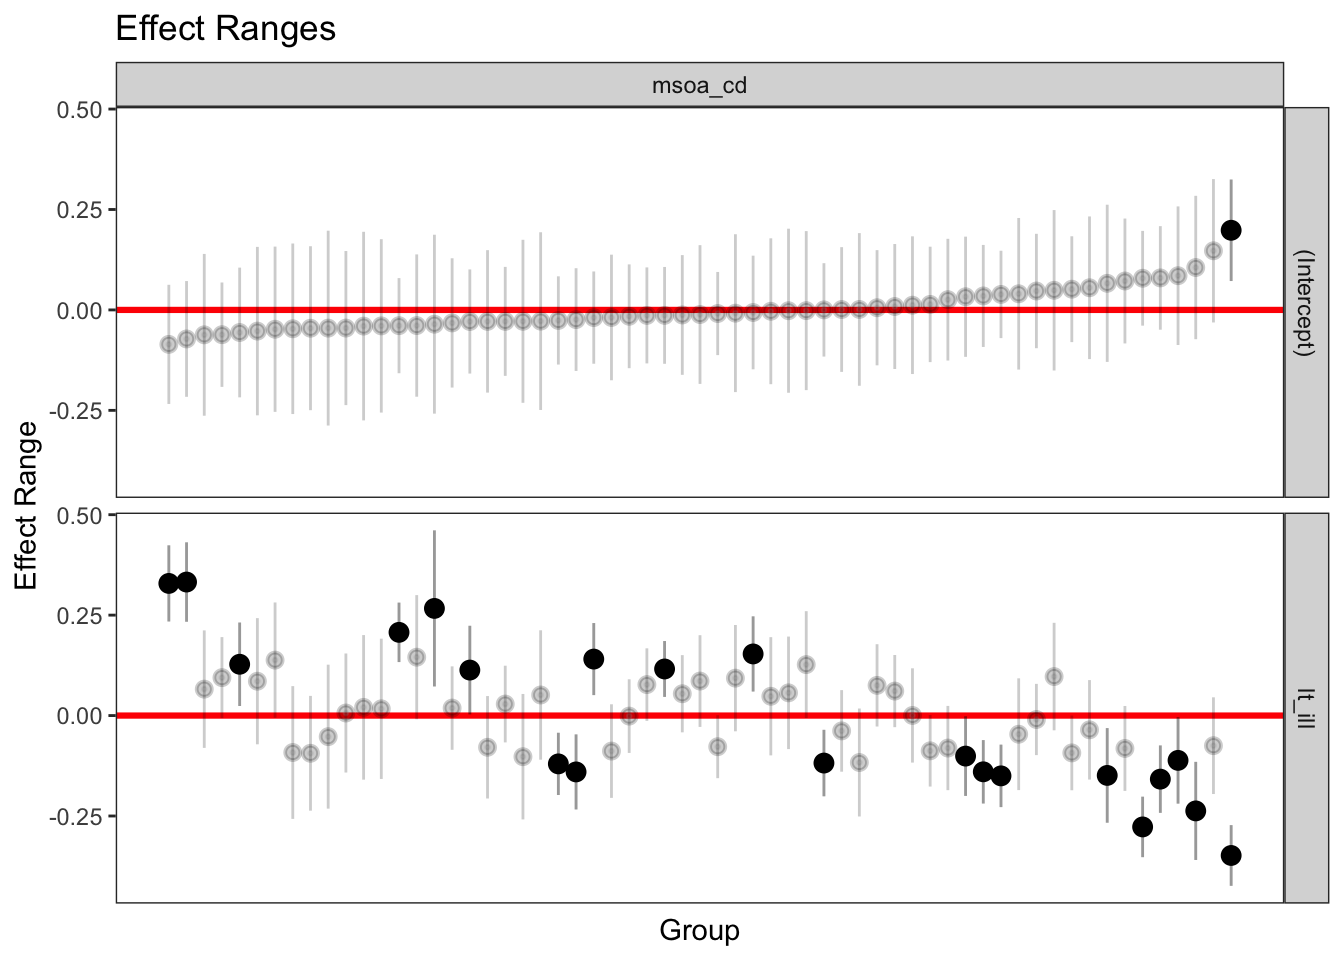 Effect Ranges
msoa_cd
0.50
0.25
0.00
-0.25
(Intercept)
Effect Range
0.50
0.25
0.00
-0.25
lt_ill
Group